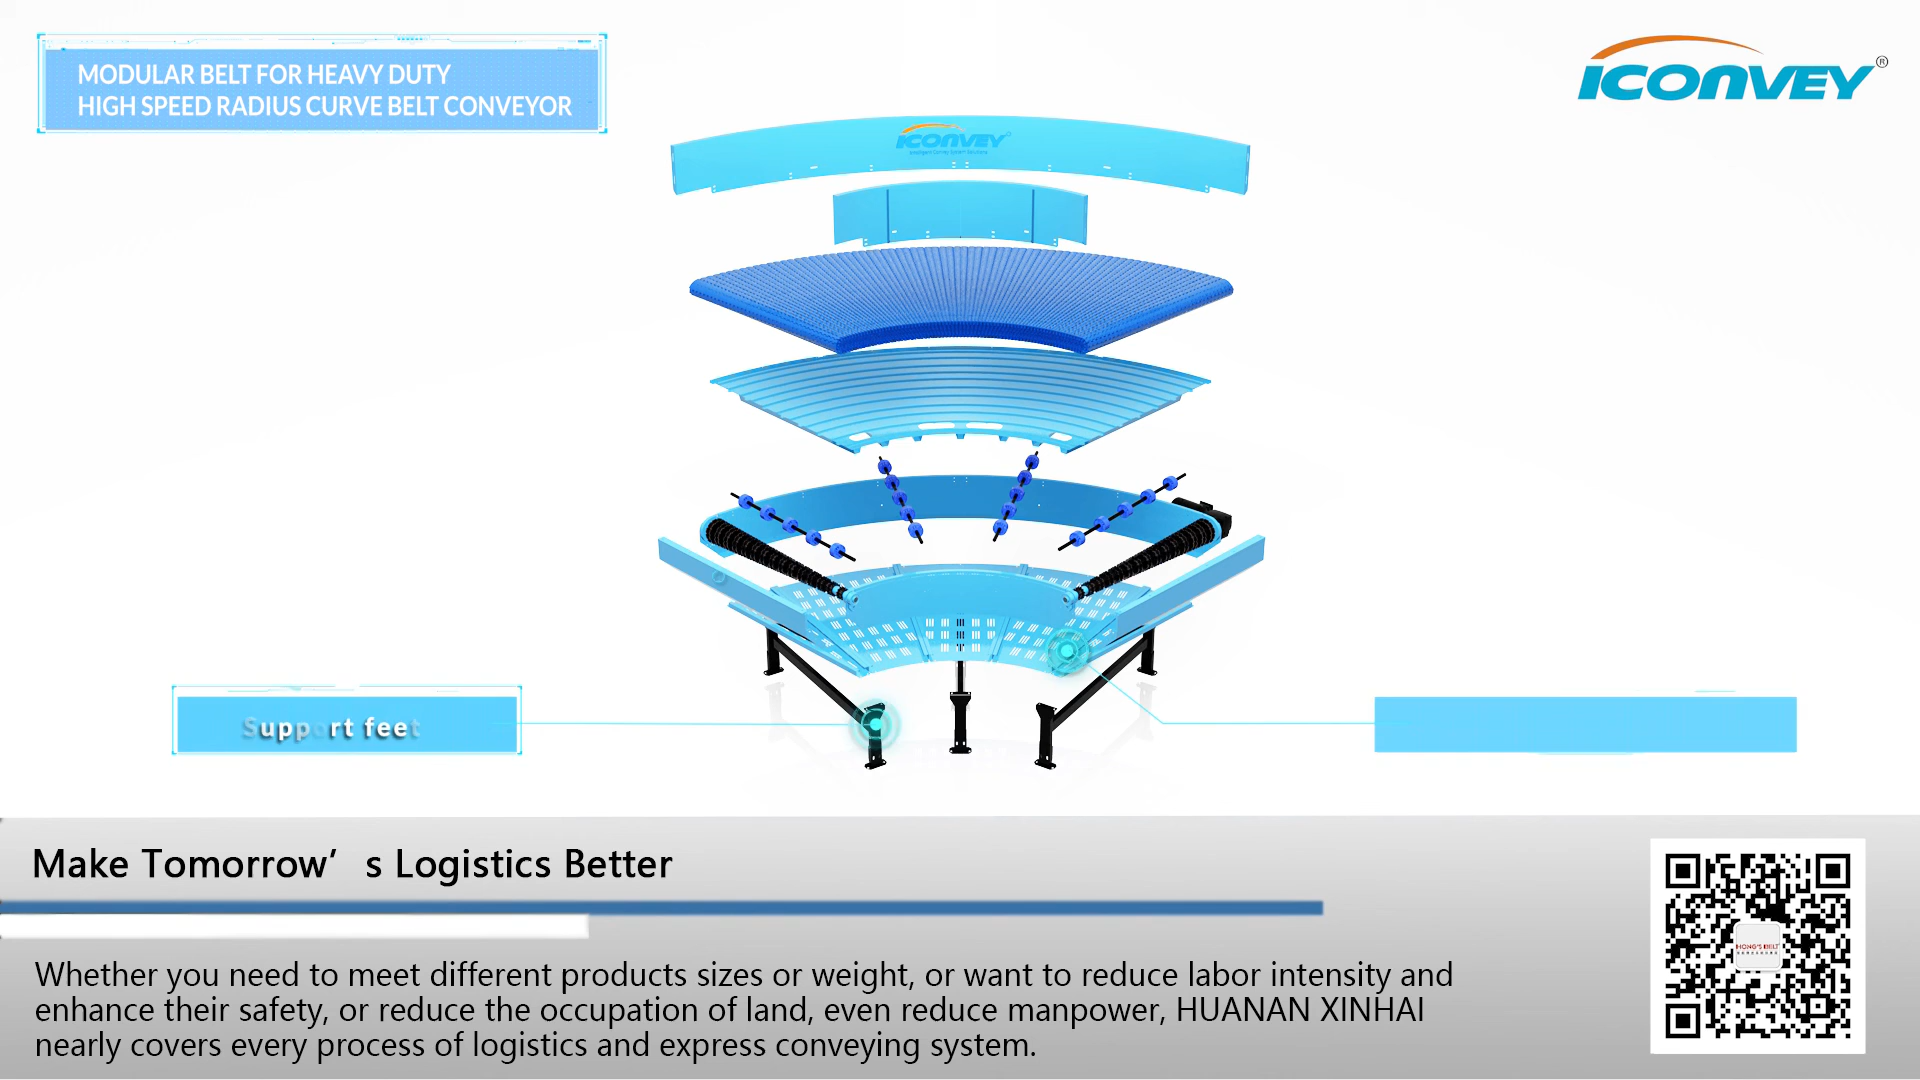 MODULAR BELT FOR HEAVY DUTY
HIGH SPEED RADIUS CURVE BELT CONVEYOR
ICONVEY®
ICONVEY
Support feet
Make Tomorrow’s Logistics Better
HONG'S BELT
Whether you need to meet different products sizes or weight, or want to reduce labor intensity and
enhance their safety, or reduce the occupation of land, even reduce manpower, HUANAN XINHAI
nearly covers every process of logistics and express conveying system.